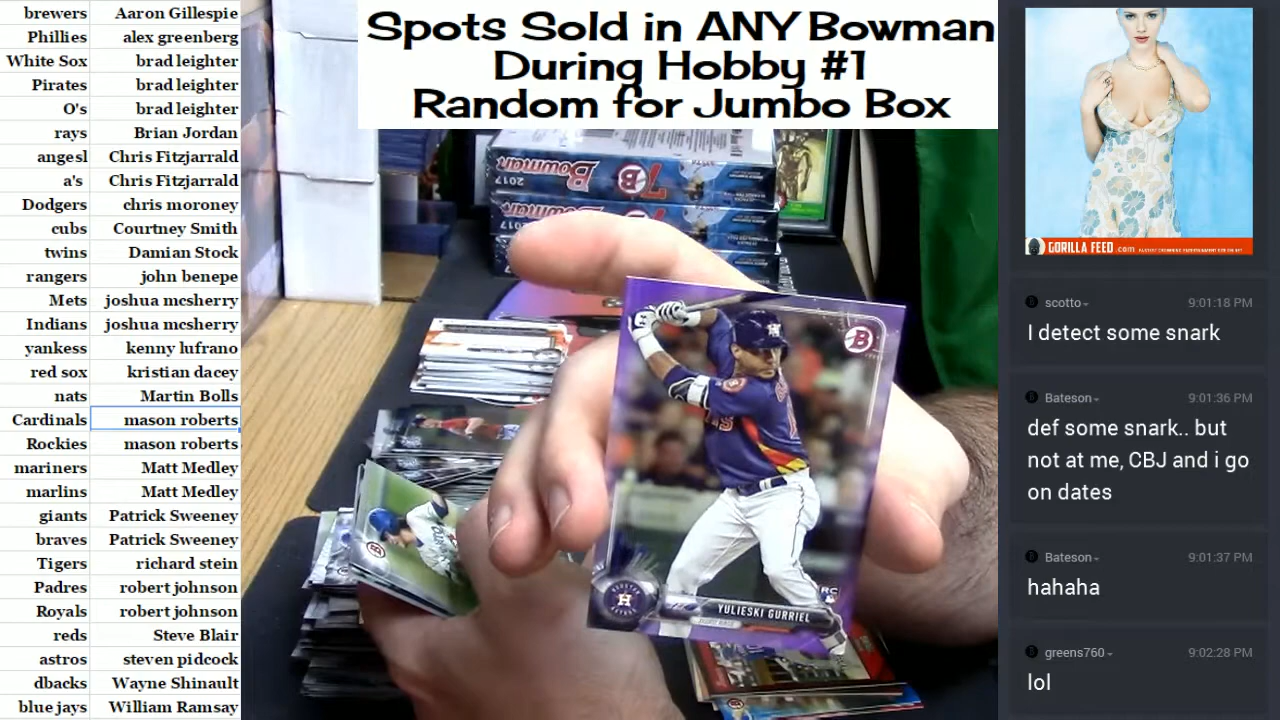 brewers Aaron Gillespie
Phillies alex greenberg
White Sox brad leighter
Pirates brad leighter
O's brad leighter
rays Brian Jordan
angesl Chris Fitzjarrald
a's Chris Fitzjarrald
Dodgers chris moroney
cubs Courtney Smith
twins Damian Stock
rangers john benepe
Mets joshua mcsherry
Indians joshua mcsherry
yankess kenny lufrano
red sox kristian dacey
nats Martin Bolls
Cardinals mason roberts
Rockies mason roberts
mariners Matt Medley
marlins Matt Medley
giants Patrick Sweeney
braves Patrick Sweeney
Tigers richard stein
Padres robert johnson
Royals robert johnson
reds Steve Blair
astros steven pidcock
dbacks Wayne Shinault
blue jays William Ramsay
Spots Sold in ANY Bowman
During Hobby #1
Random for Jumbo Box
2017 Bowman
2017 Bowman
B
H
RC
YULIESKI GURRIEL
GORILLA FEED .com
scotto 9:01:18 PM
I detect some snark
Bateson 9:01:36 PM
def some snark.. but
not at me, CBJ and i go
on dates
Bateson 9:01:37 PM
hahaha
greens760 9:02:28 PM
lol